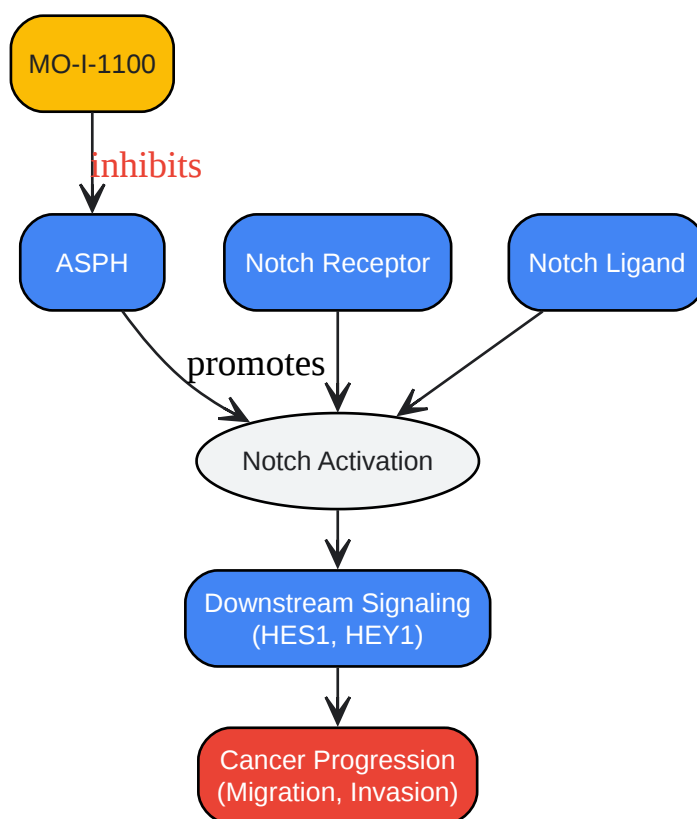 MO-I-1100
inhibits
ASPH
Notch Receptor
Notch Ligand
promotes
Notch Activation
Downstream Signaling
(HES1, HEY1)
Cancer Progression
(Migration, Invasion)